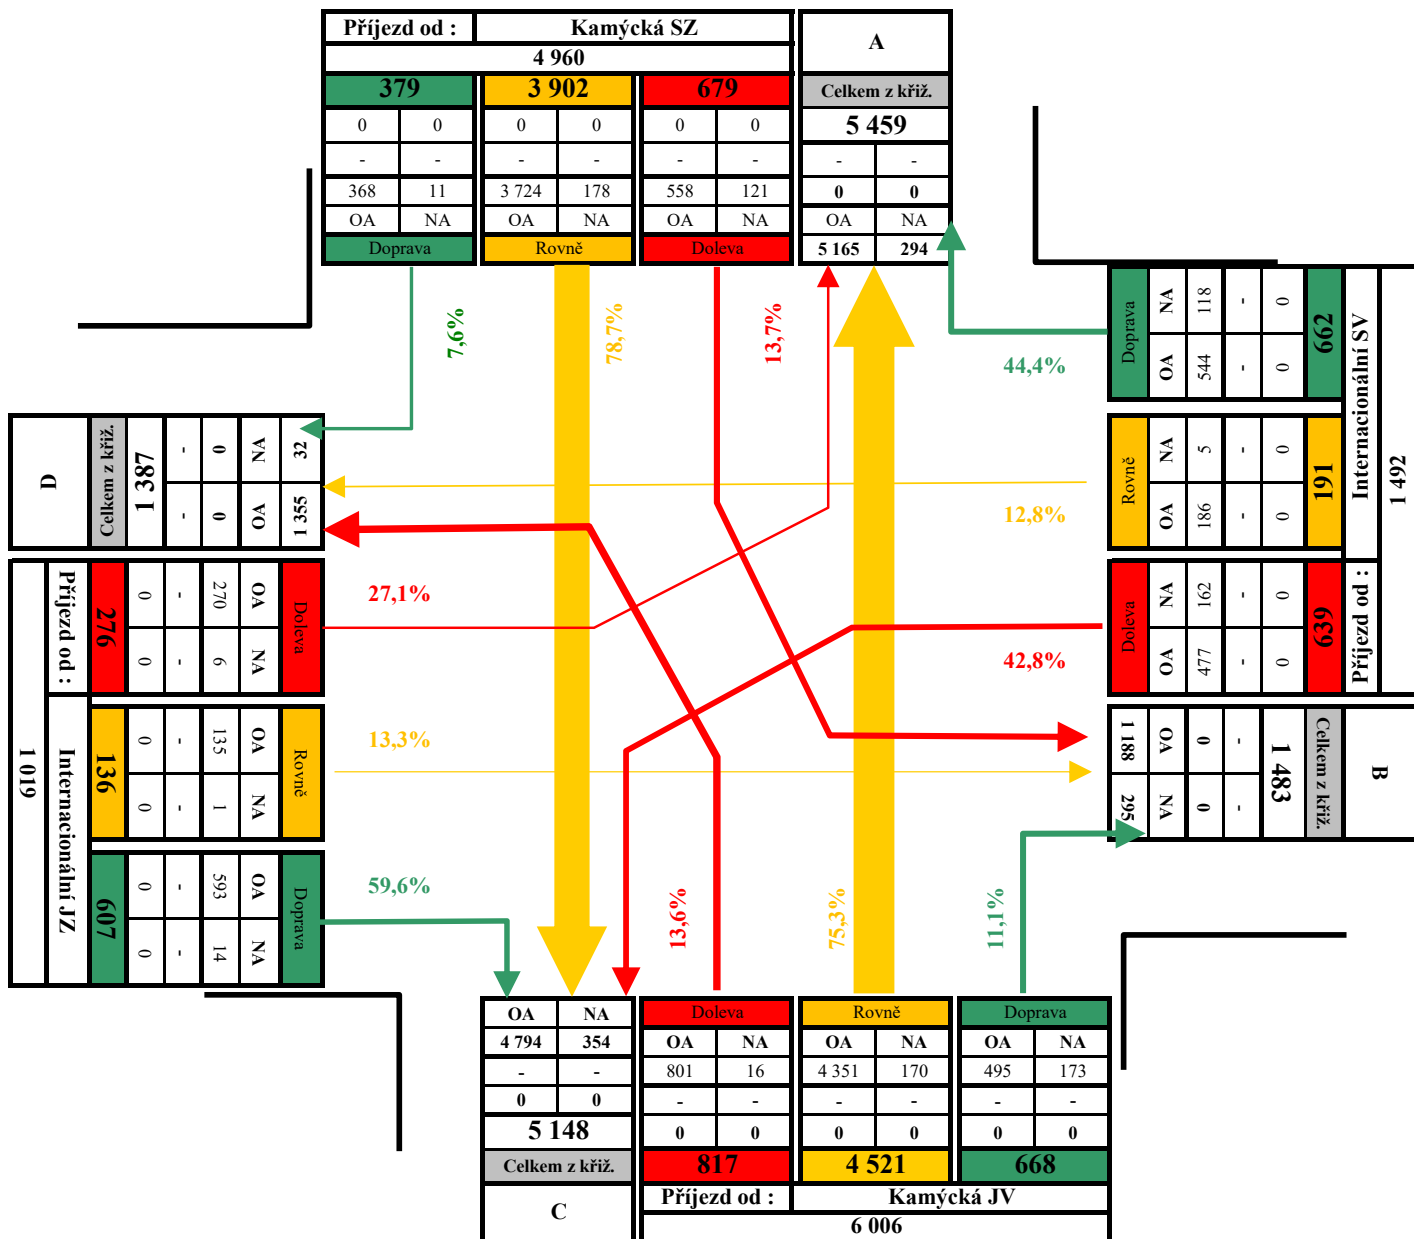 Příjezd od : Kamýcká SZ
4 960
379 3 902 679
0 0 0 0 0 0
- - - - - -
368 11 3 724 178 558 121
OA NA OA NA OA NA
Doprava Rovně Doleva
A
Celkem z křiž.
5 459
- -
0 0
OA NA
5 165 294
7,6%
78,7%
13,7%
44,4%
12,8%
42,8%
Internacionální SV
Příjezd od :
1 492
662
0 0
- -
118 544
NA OA
Doprava
191
0 0
- -
5 186
NA OA
Rovně
639
0 0
- -
162 477
NA OA
Doleva
D
Celkem z křiž.
1 387
- -
0 0
NA OA
32 1 355
Příjezd od : Internacionální JZ
1 019
Doleva
OA NA
270 6
- -
0 0
276
Rovně
OA NA
135 1
- -
0 0
136
Doprava
OA NA
593 14
- -
0 0
607
27,1%
13,3%
59,6%
B
Celkem z křiž.
1 483
- -
0 0
OA NA
1 188 295
13,6%
75,3%
11,1%
OA NA
4 794 354
- -
0 0
5 148
Celkem z křiž.
C
Doleva Rovně Doprava
OA NA OA NA OA NA
801 16 4 351 170 495 173
- - - - - -
0 0 0 0 0 0
817 4 521 668
Příjezd od : Kamýcká JV
6 006